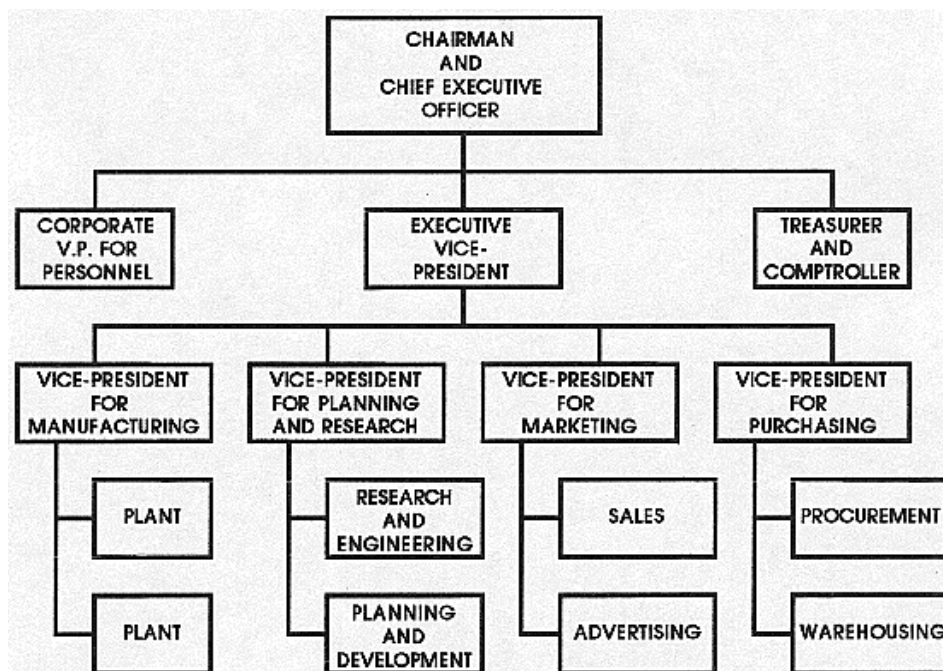 CHAIRMAN
AND
CHIEF EXECUTIVE
OFFICER
CORPORATE
V.P. FOR
PERSONNEL
EXECUTIVE
VICE-
PRESIDENT
TREASURER
AND
COMPTROLLER
VICE-PRESIDENT
FOR
MANUFACTURING
VICE-PRESIDENT
FOR PLANNING
AND RESEARCH
VICE-PRESIDENT
FOR
MARKETING
VICE-PRESIDENT
FOR
PURCHASING
PLANT
RESEARCH
AND
ENGINEERING
SALES
PROCUREMENT
PLANT
PLANNING
AND
DEVELOPMENT
ADVERTISING
WAREHOUSING